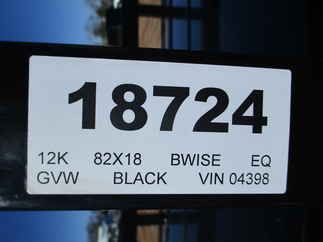 18724
12K 82X18 BWISE EQ
GVW BLACK VIN 04398